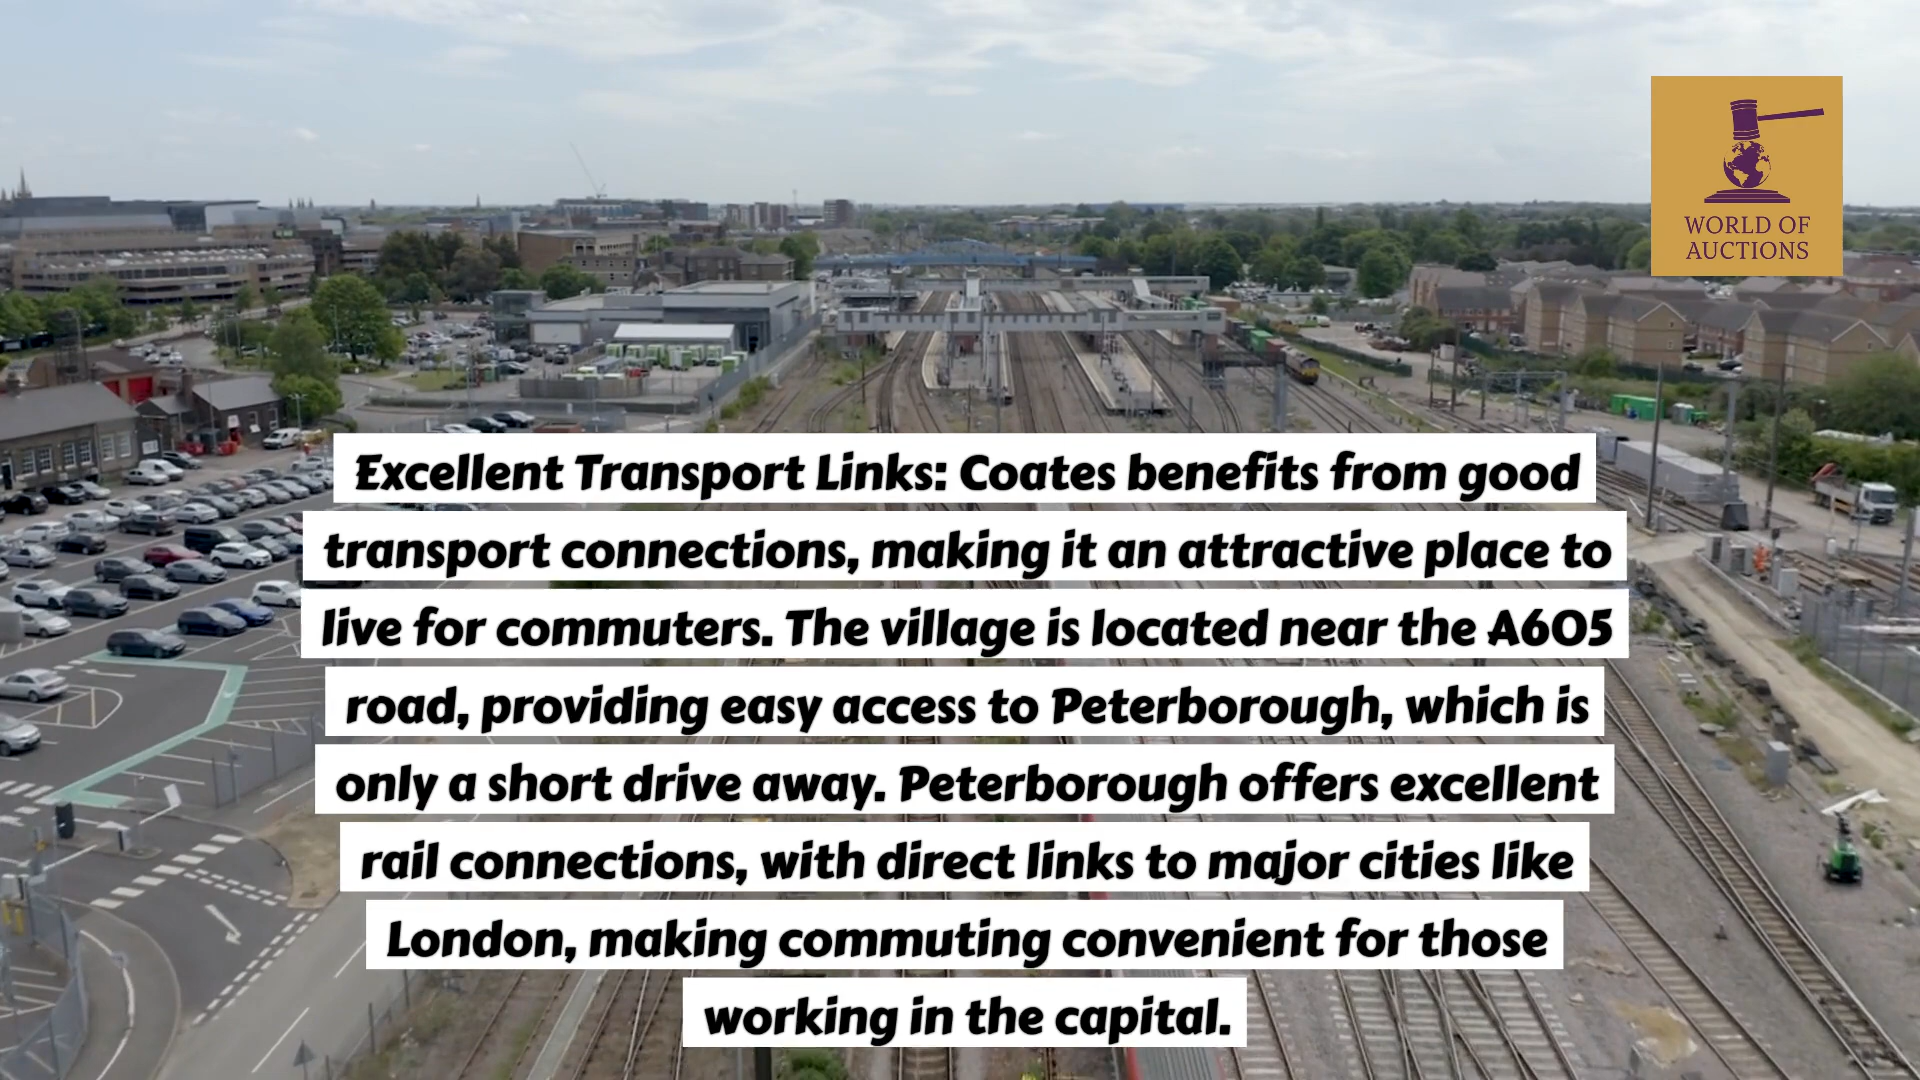 WORLD OF
AUCTIONS
Excellent Transport Links: Coates benefits from good
transport connections, making it an attractive place to
live for commuters. The village is located near the A605
road, providing easy access to Peterborough, which is
only a short drive away. Peterborough offers excellent
rail connections, with direct links to major cities like
London, making commuting convenient for those
working in the capital.